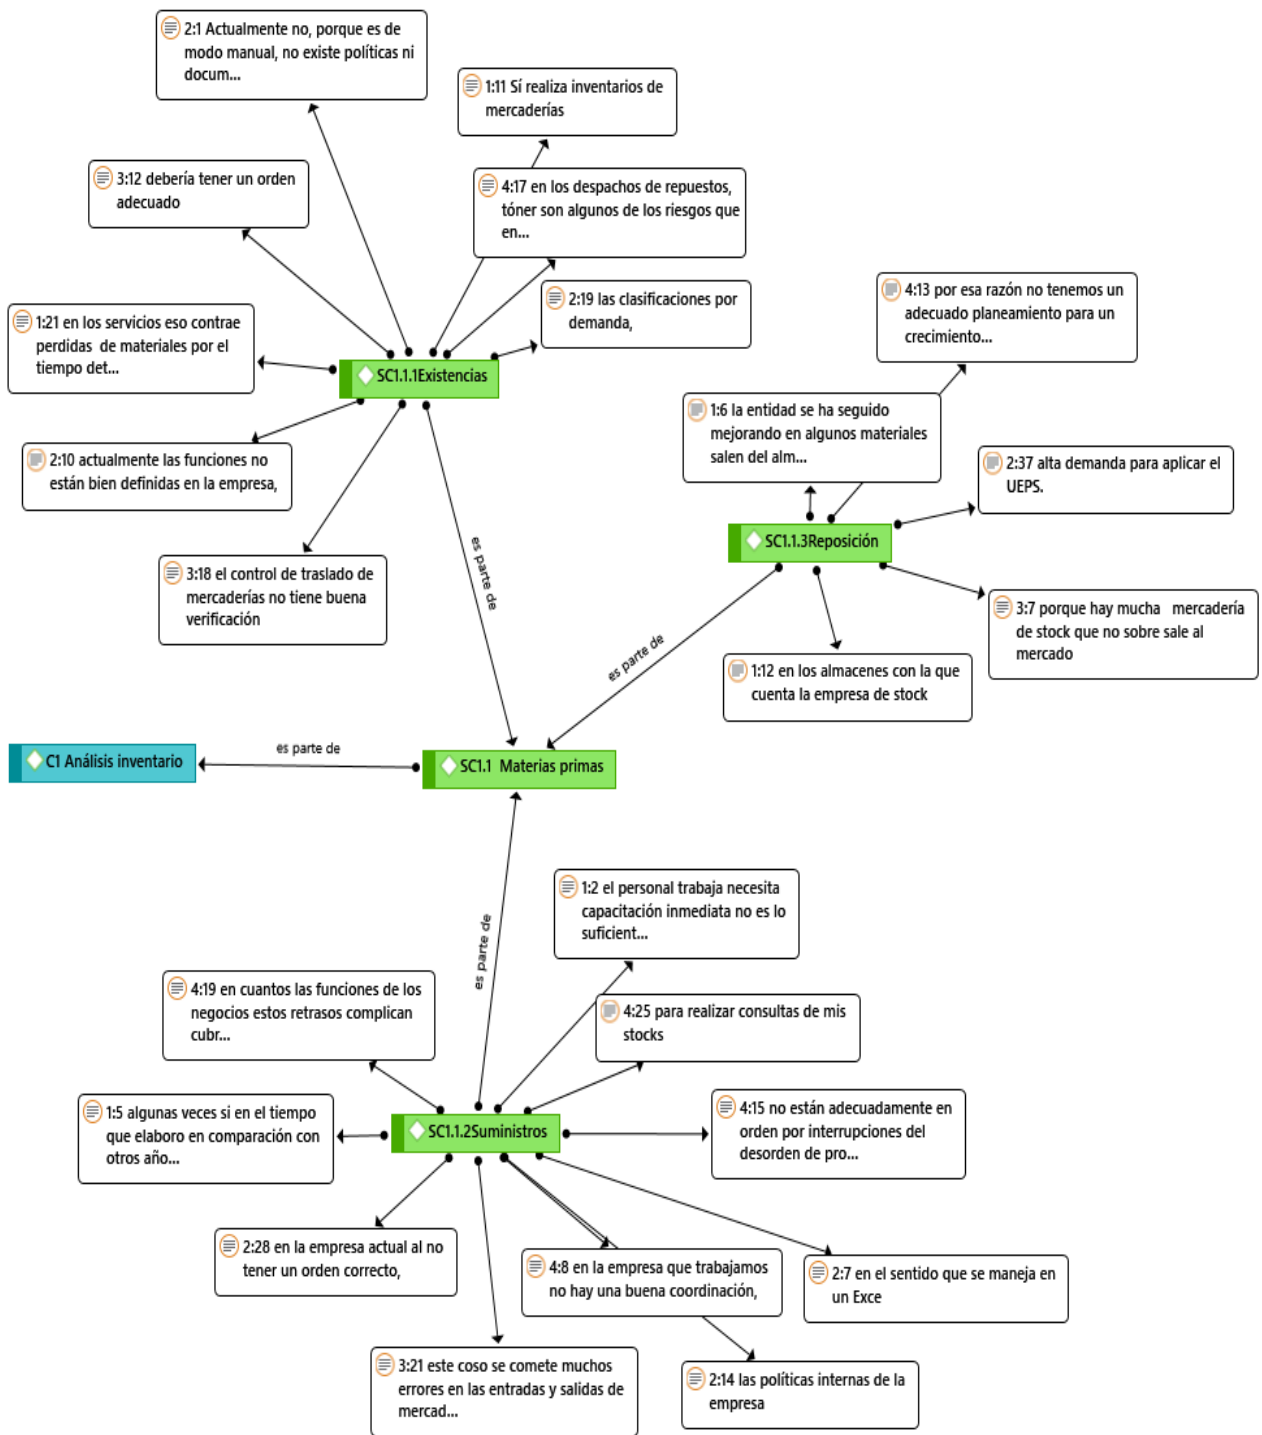 2:1 Actualmente no, porque es de
modo manual, no existe políticas ni
docum...
1:11 Sí realiza inventarios de
mercaderías
3:12 debería tener un orden
adecuado
4:17 en los despachos de repuestos,
tóner son algunos de los riesgos que
en...
2:19 las clasificaciones por
demanda,
1:21 en los servicios eso contrae
perdidas de materiales por el
tiempo det...
SC1.1.1Existencias
2:10 actualmente las funciones no
están bien definidas en la empresa,
3:18 el control de traslado de
mercaderías no tiene buena
verificación
es parte de
4:13 por esa razón no tenemos un
adecuado planeamiento para un
crecimiento...
1:6 la entidad se ha seguido
mejorando en algunos materiales
salen del alm...
2:37 alta demanda para aplicar el
UEPS.
SC1.1.3Reposición
3:7 porque hay mucha mercadería
de stock que no sobre sale al
mercado
1:12 en los almacenes con la que
cuenta la empresa de stock
es parte de
C1 Análisis inventario
es parte de
SC1.1 Materias primas
es parte de
1:2 el personal trabaja necesita
capacitación inmediata no es lo
suficient...
4:19 en cuantos las funciones de los
negocios estos retrasos complican
cubr...
4:25 para realizar consultas de mis
stocks
1:5 algunas veces si en el tiempo
que elaboro en comparación con
otros año...
SC1.1.2Suministros
4:15 no están adecuadamente en
orden por interrupciones del
desorden de pro...
2:28 en la empresa actual al no
tener un orden correcto,
4:8 en la empresa que trabajamos
no hay una buena coordinación,
2:7 en el sentido que se maneja en
un Exce
3:21 este coso se comete muchos
errores en las entradas y salidas de
mercad...
2:14 las políticas internas de la
empresa